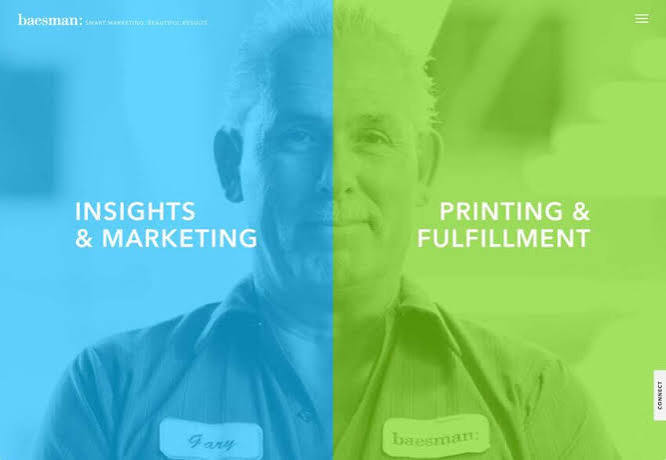 baesman: SMART MARKETING. BEAUTIFUL RESULTS.
INSIGHTS
& MARKETING
PRINTING &
FULFILLMENT
CONNECT
Gary
baesman: